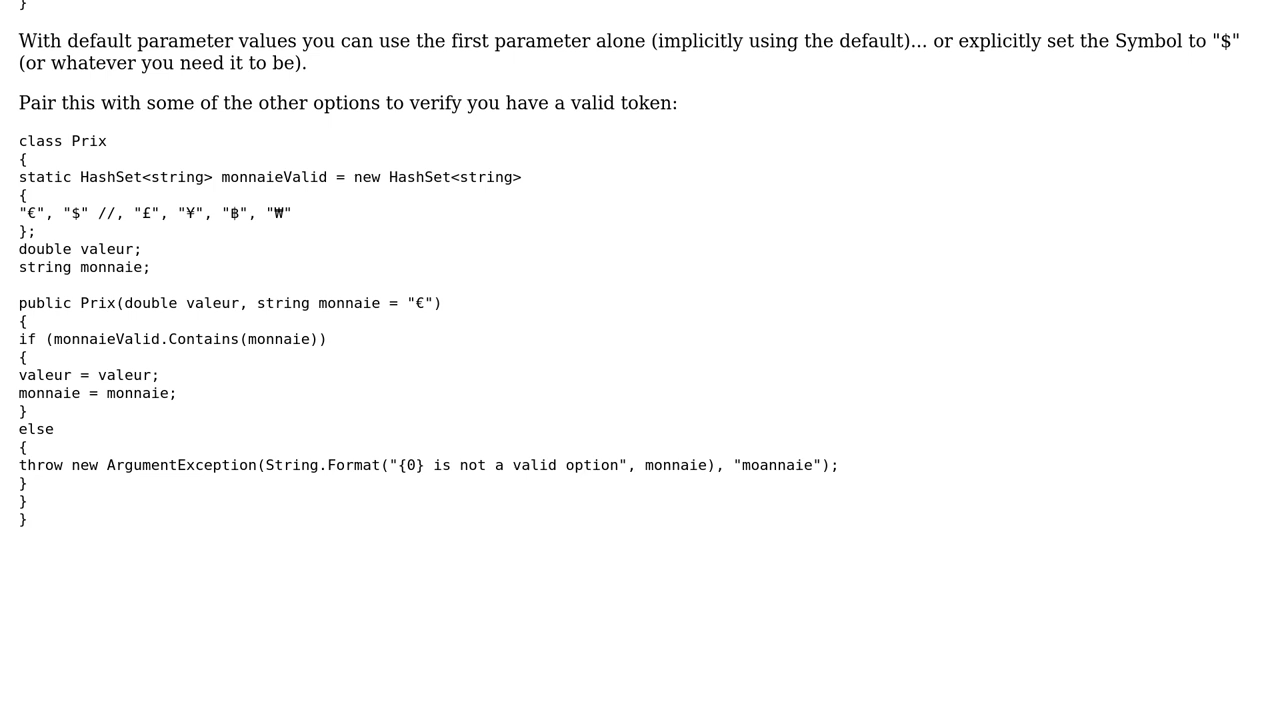 }
With default parameter values you can use the first parameter alone (implicitly using the default)... or explicitly set the Symbol to "$"
(or whatever you need it to be).
Pair this with some of the other options to verify you have a valid token:
class Prix
{
static HashSet<string> monnaieValid = new HashSet<string>
{
"€", "$" //, "£", "¥", "฿", "₩"
};
double valeur;
string monnaie;
public Prix(double valeur, string monnaie = "€")
{
if (monnaieValid.Contains(monnaie))
{
valeur = valeur;
monnaie = monnaie;
}
else
{
throw new ArgumentException(String.Format("{0} is not a valid option", monnaie), "moannaie");
}
}
}